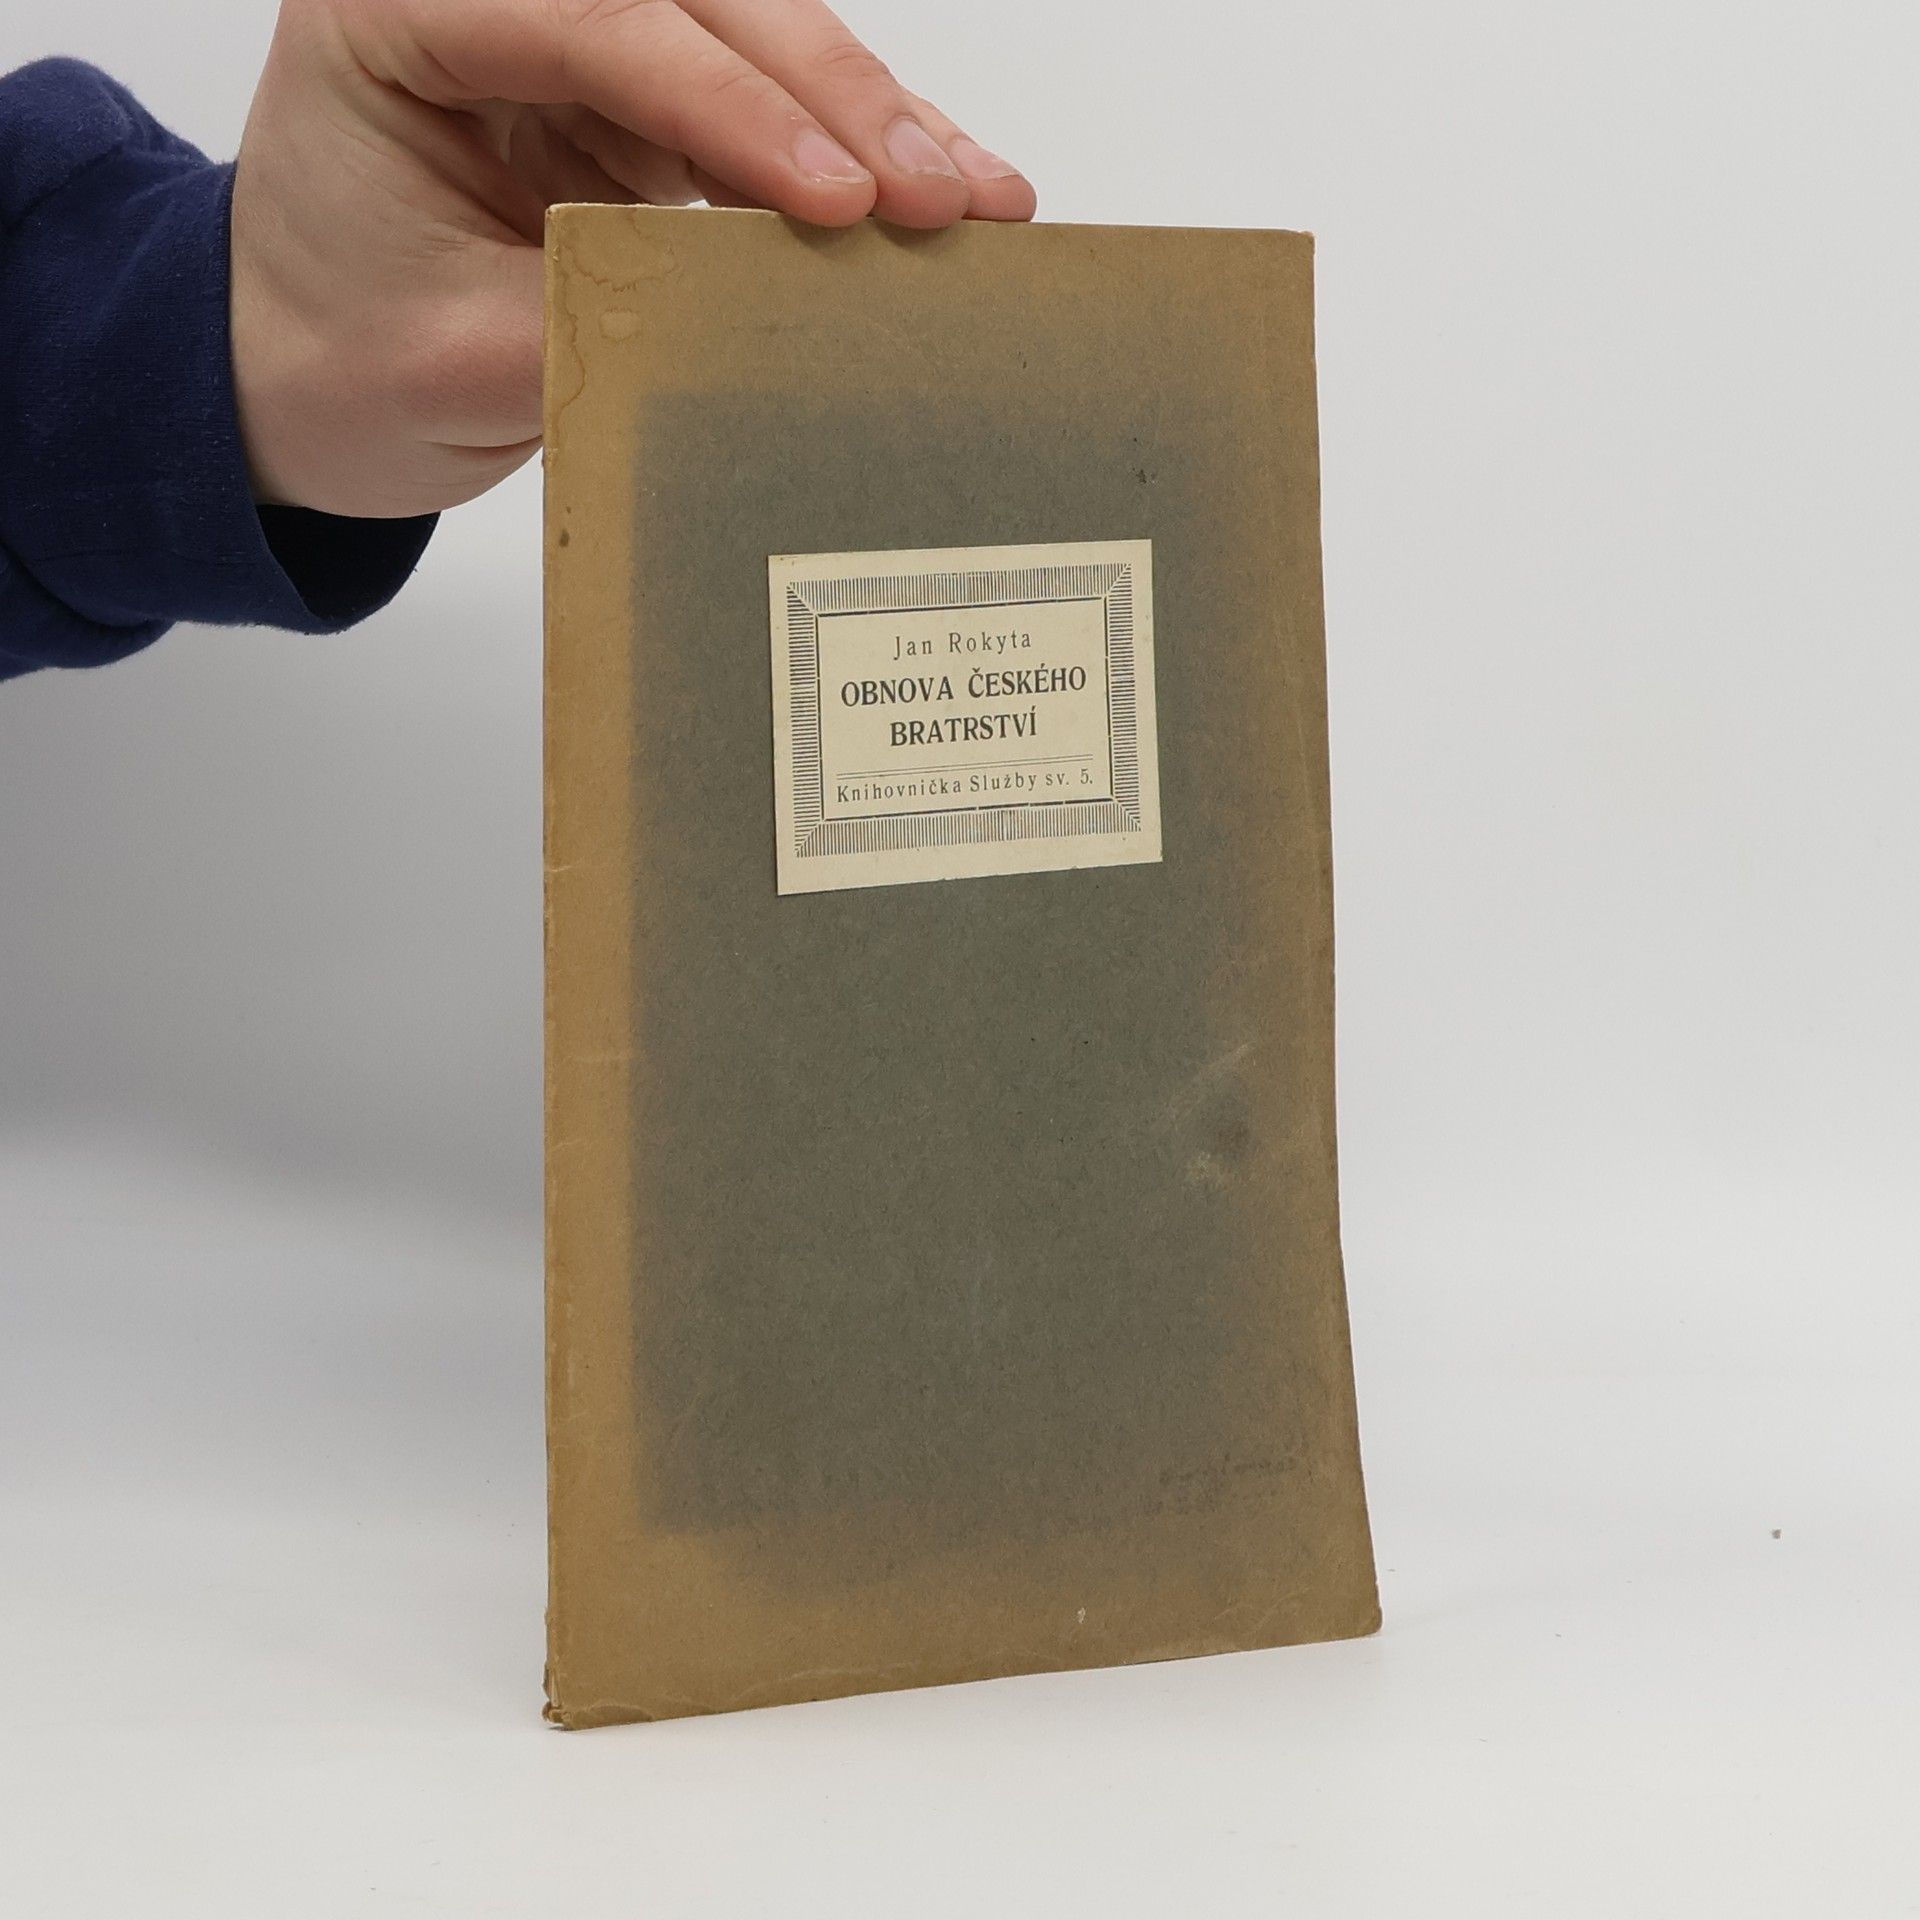 Jan Rokyta
OBNOVA ČESKÉHO
BRATRSTVÍ
Knihovnička Služby sv. 5.